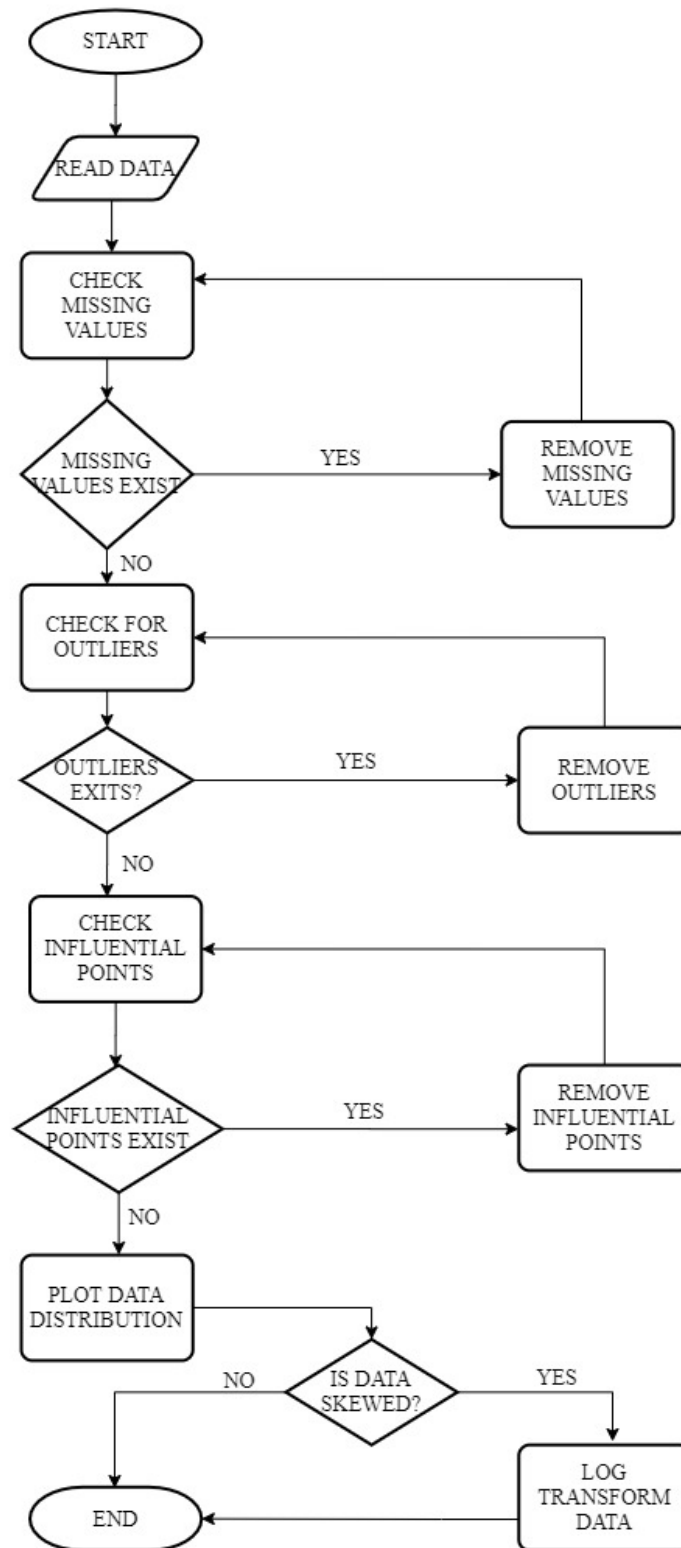 START
READ DATA
CHECK
MISSING
VALUES
MISSING
VALUES EXIST
YES
REMOVE
MISSING
VALUES
NO
CHECK FOR
OUTLIERS
OUTLIERS
EXITS?
YES
REMOVE
OUTLIERS
NO
CHECK
INFLUENTIAL
POINTS
INFLUENTIAL
POINTS EXIST
YES
REMOVE
INFLUENTIAL
POINTS
NO
PLOT DATA
DISTRIBUTION
NO
IS DATA
SKEWED?
YES
END
LOG
TRANSFORM
DATA